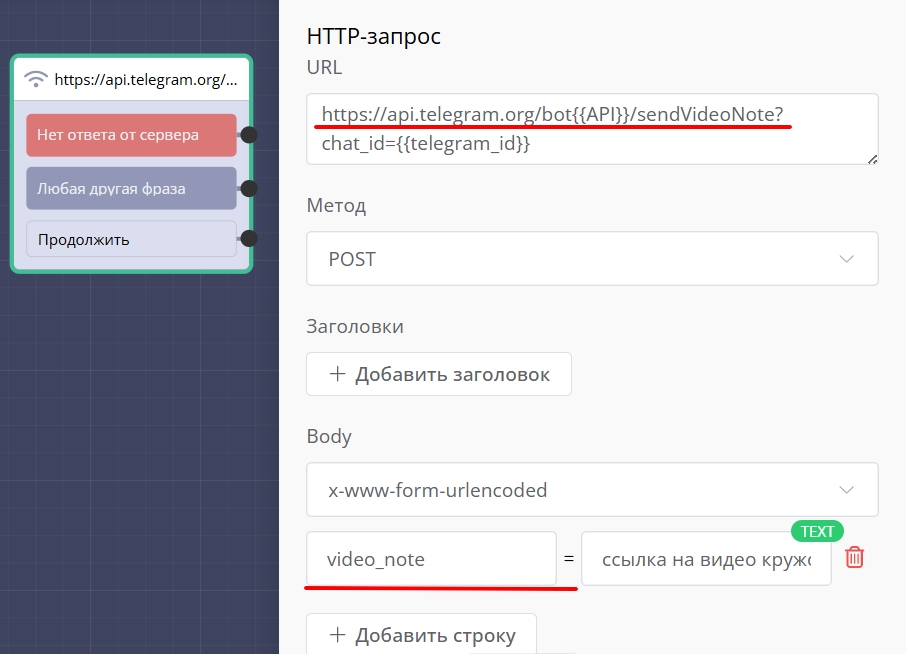 https://api.telegram.org/...
Нет ответа от сервера
Любая другая фраза
Продолжить
HTTP-запрос
URL
https://api.telegram.org/bot{{API}}/sendVideoNote?
chat_id={{telegram_id}}
Метод
POST
Заголовки
+ Добавить заголовок
Body
x-www-form-urlencoded
TEXT
video_note = ссылка на видео кружо
+ Добавить строку